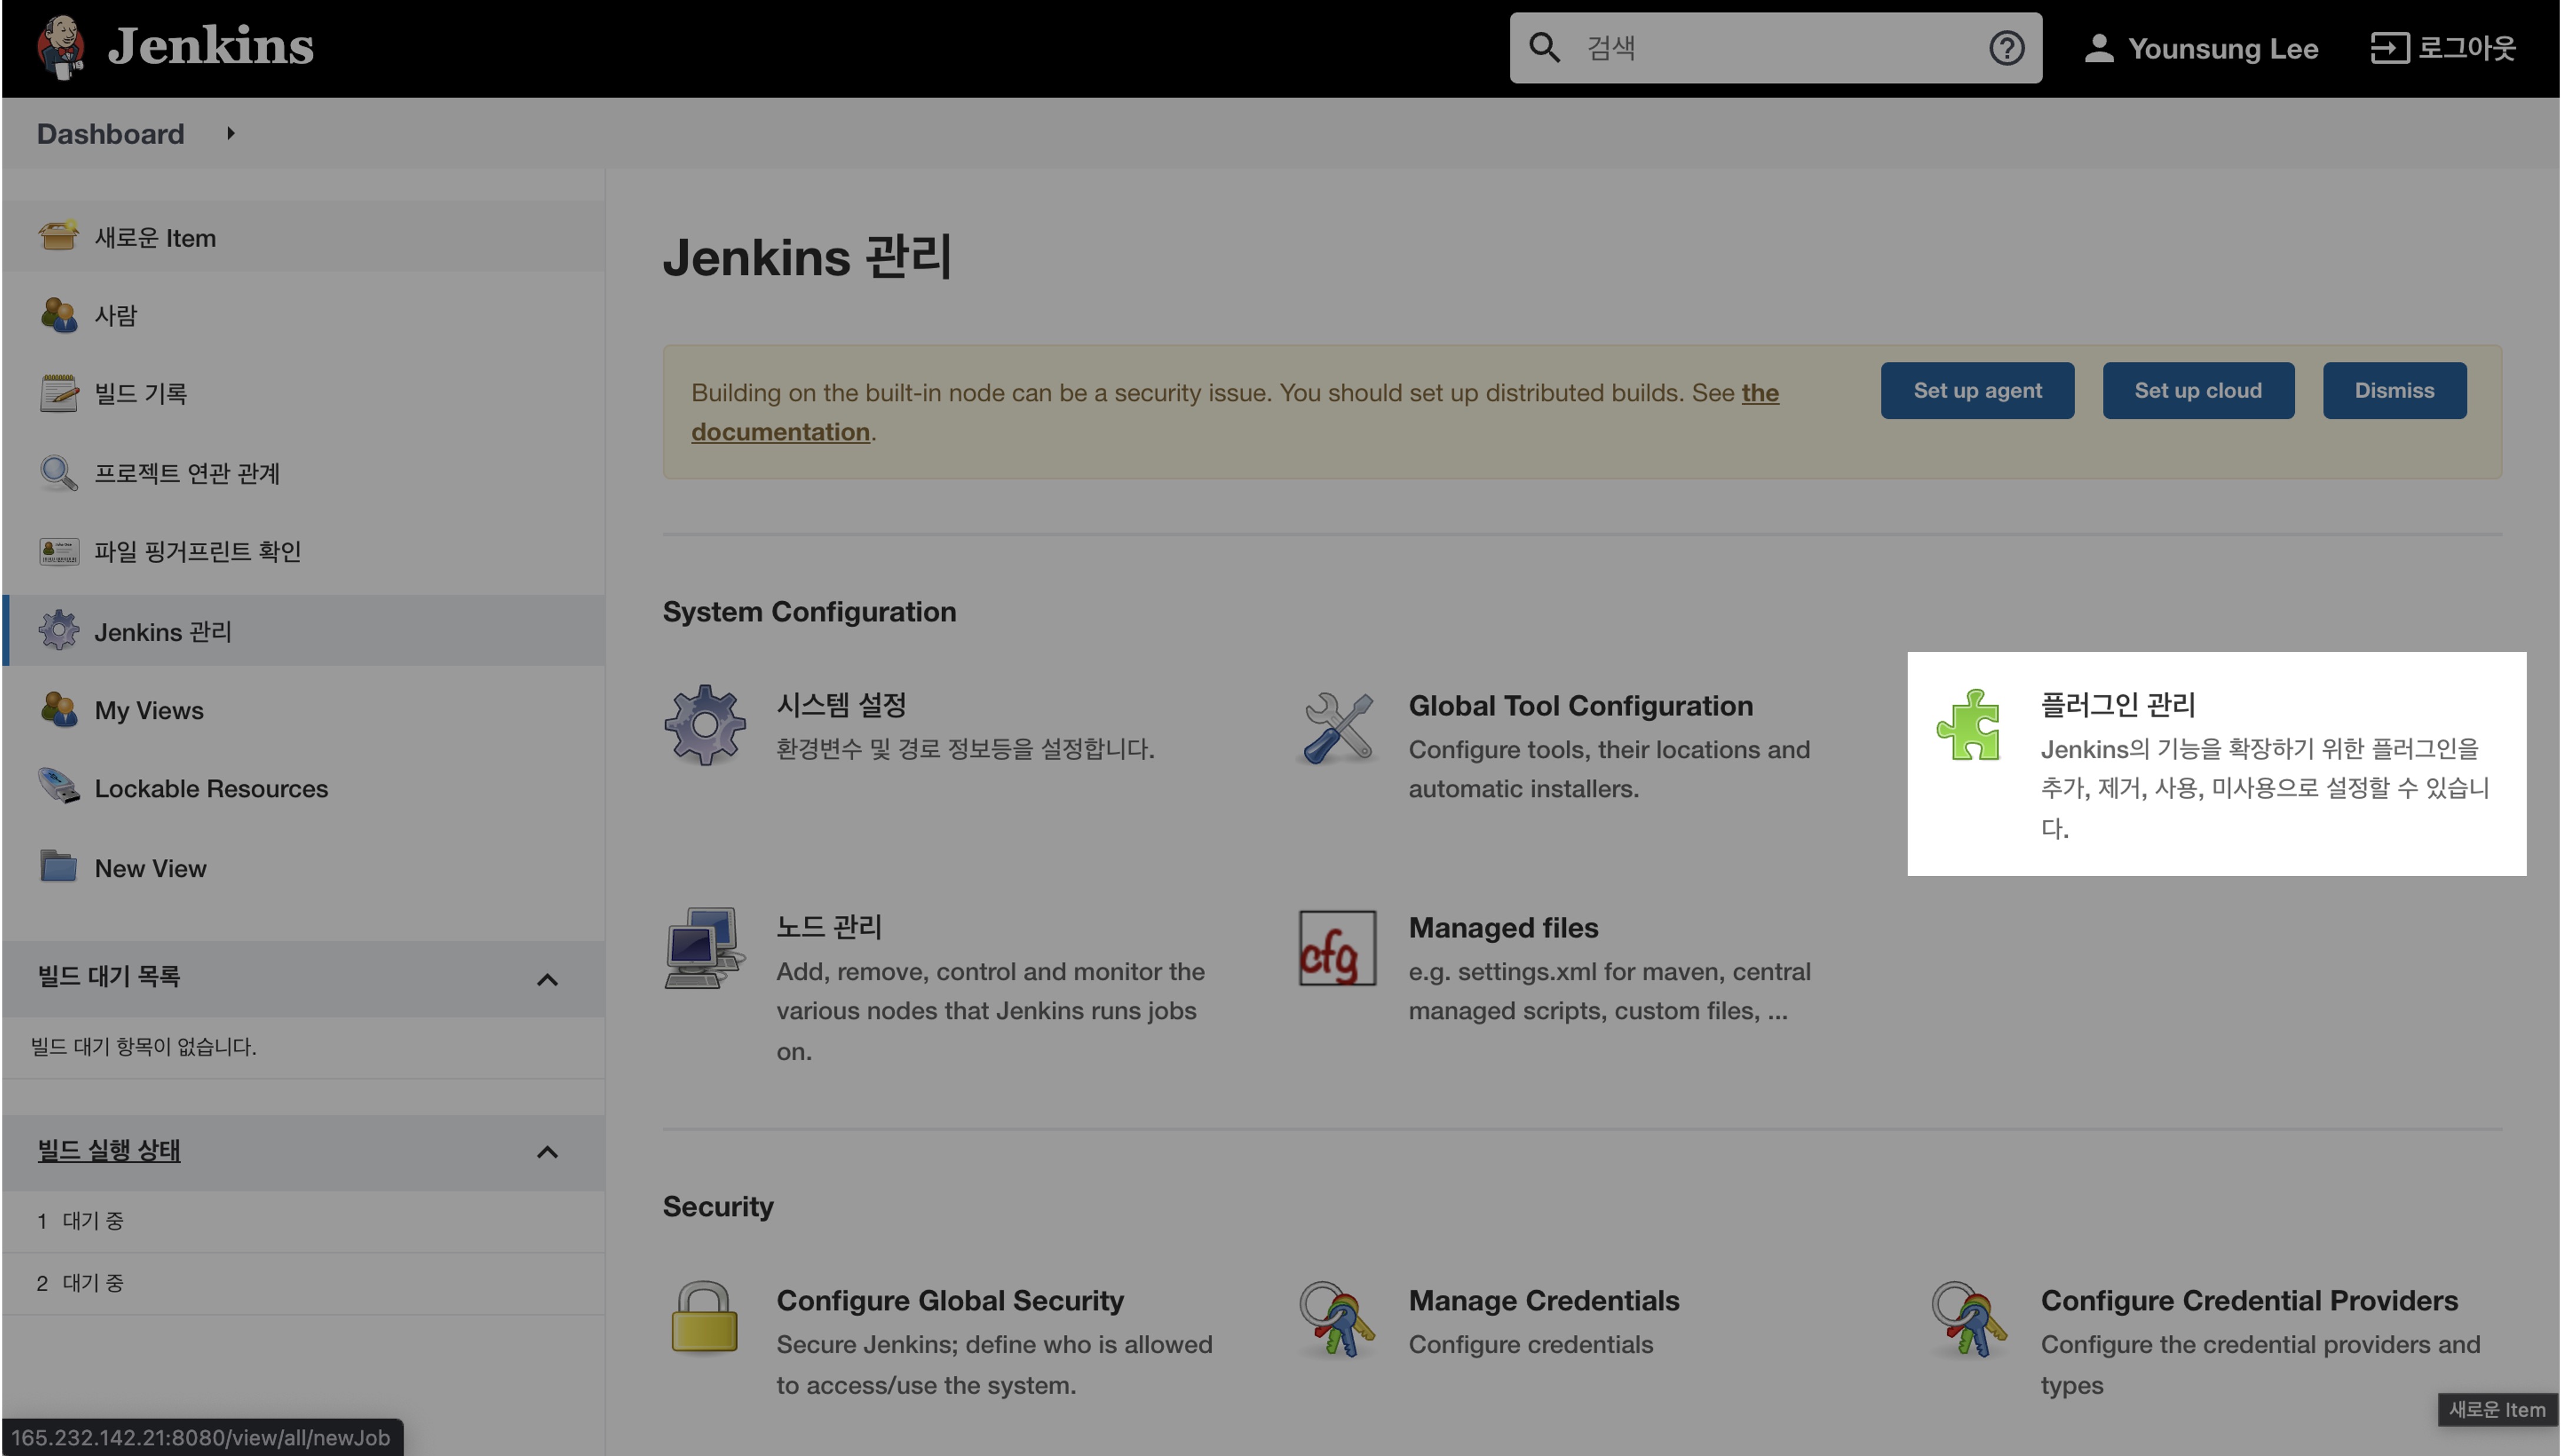 Jenkins
검색
Younsung Lee
로그아웃
Dashboard
새로운 Item
사람
빌드 기록
프로젝트 연관 관계
파일 핑거프린트 확인
Jenkins 관리
My Views
Lockable Resources
New View
빌드 대기 목록
빌드 대기 항목이 없습니다.
빌드 실행 상태
1 대기 중
2 대기 중
Jenkins 관리
Building on the built-in node can be a security issue. You should set up distributed builds. See the
documentation.
Set up agent
Set up cloud
Dismiss
System Configuration
시스템 설정
환경변수 및 경로 정보등을 설정합니다.
Global Tool Configuration
Configure tools, their locations and
automatic installers.
플러그인 관리
Jenkins의 기능을 확장하기 위한 플러그인을
추가, 제거, 사용, 미사용으로 설정할 수 있습니
다.
노드 관리
Add, remove, control and monitor the
various nodes that Jenkins runs jobs
on.
cfg
Managed files
e.g. settings.xml for maven, central
managed scripts, custom files, ...
Security
Configure Global Security
Secure Jenkins; define who is allowed
to access/use the system.
Manage Credentials
Configure credentials
Configure Credential Providers
Configure the credential providers and
types
새로운 Item
165.232.142.21:8080/view/all/newJob